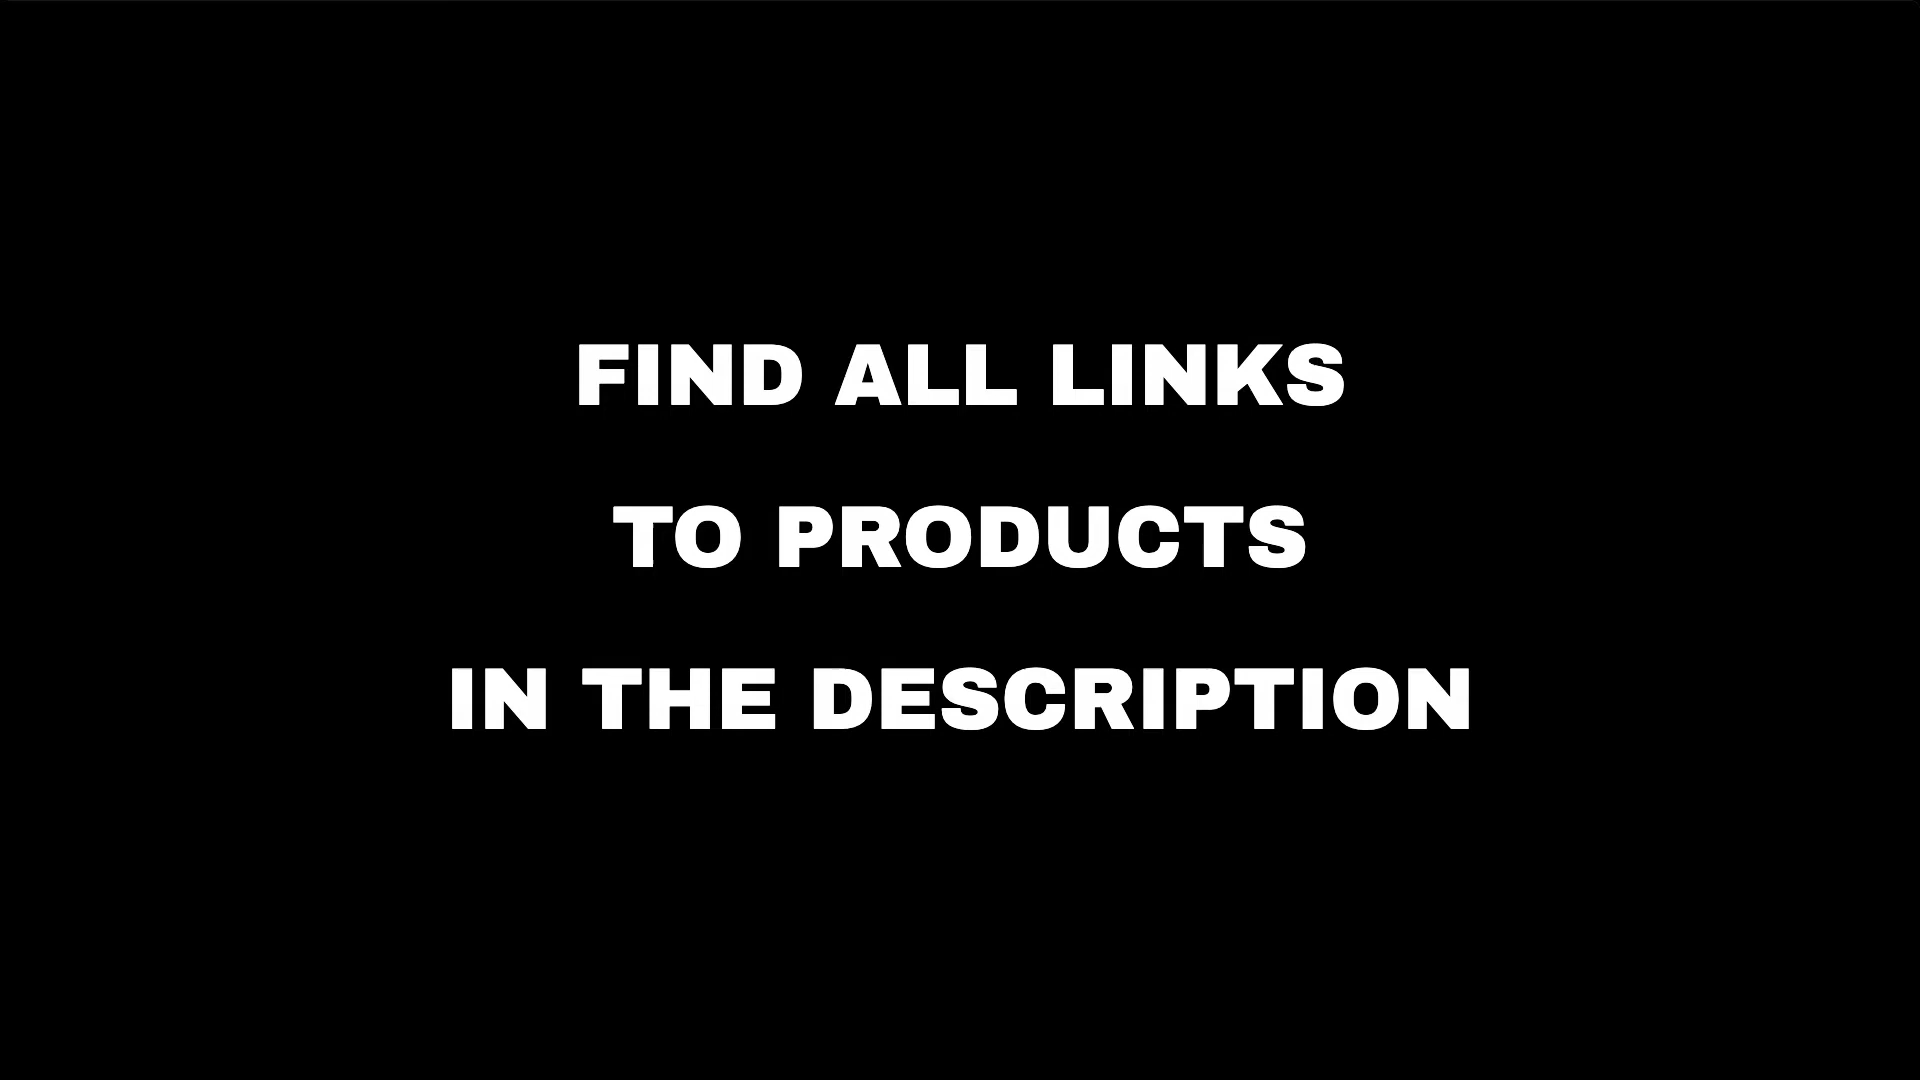 FIND ALL LINKS
TO PRODUCTS
IN THE DESCRIPTION